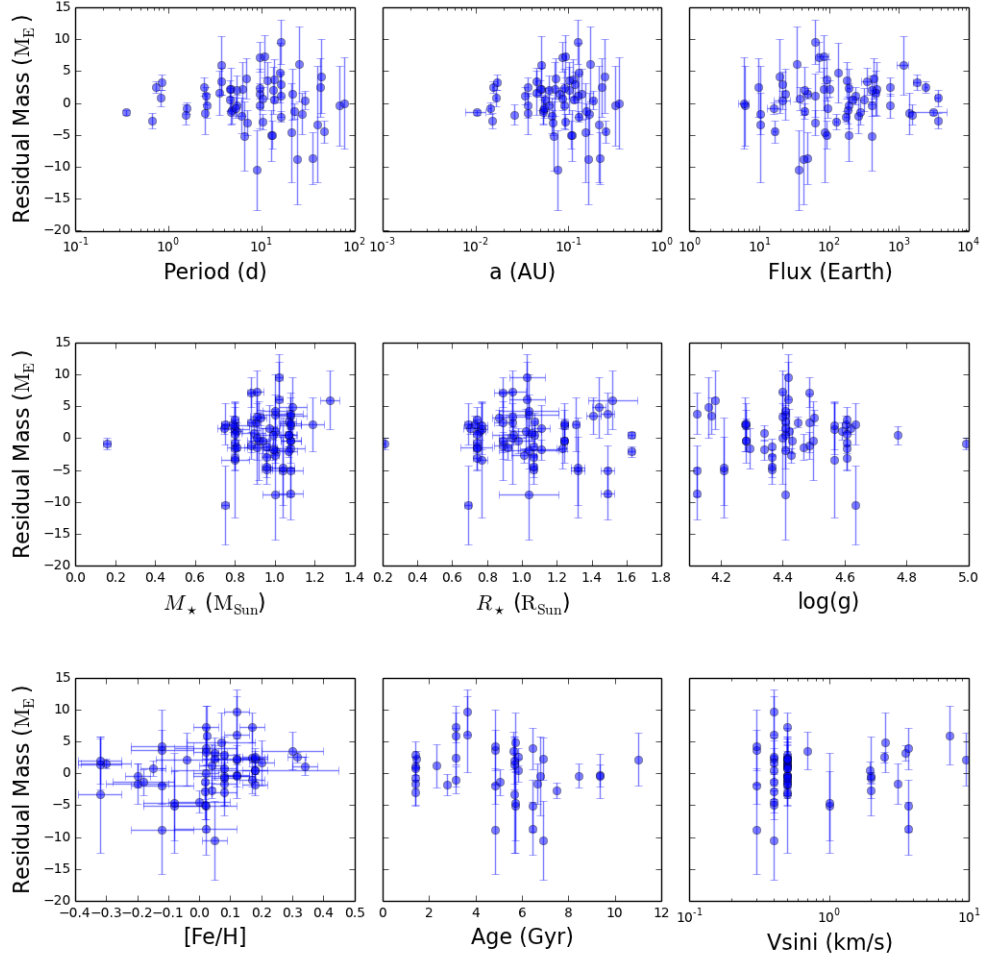 15
10
5
0
−5
−10
−15
−20
Residual Mass (M_E)
10^-1 10^0 10^1 10^2
Period (d)
10^-3 10^-2 10^-1 10^0
a (AU)
10^0 10^1 10^2 10^3 10^4
Flux (Earth)
15
10
5
0
−5
−10
−15
−20
Residual Mass (M_E)
0.0 0.2 0.4 0.6 0.8 1.0 1.2 1.4
M_★ (M_Sun)
0.2 0.4 0.6 0.8 1.0 1.2 1.4 1.6 1.8
R_★ (R_Sun)
4.2 4.4 4.6 4.8 5.0
log(g)
15
10
5
0
−5
−10
−15
−20
Residual Mass (M_E)
−0.4 −0.3 −0.2 −0.1 0.0 0.1 0.2 0.3 0.4 0.5
[Fe/H]
0 2 4 6 8 10 12
Age (Gyr)
10^-1 10^0 10^1
Vsini (km/s)